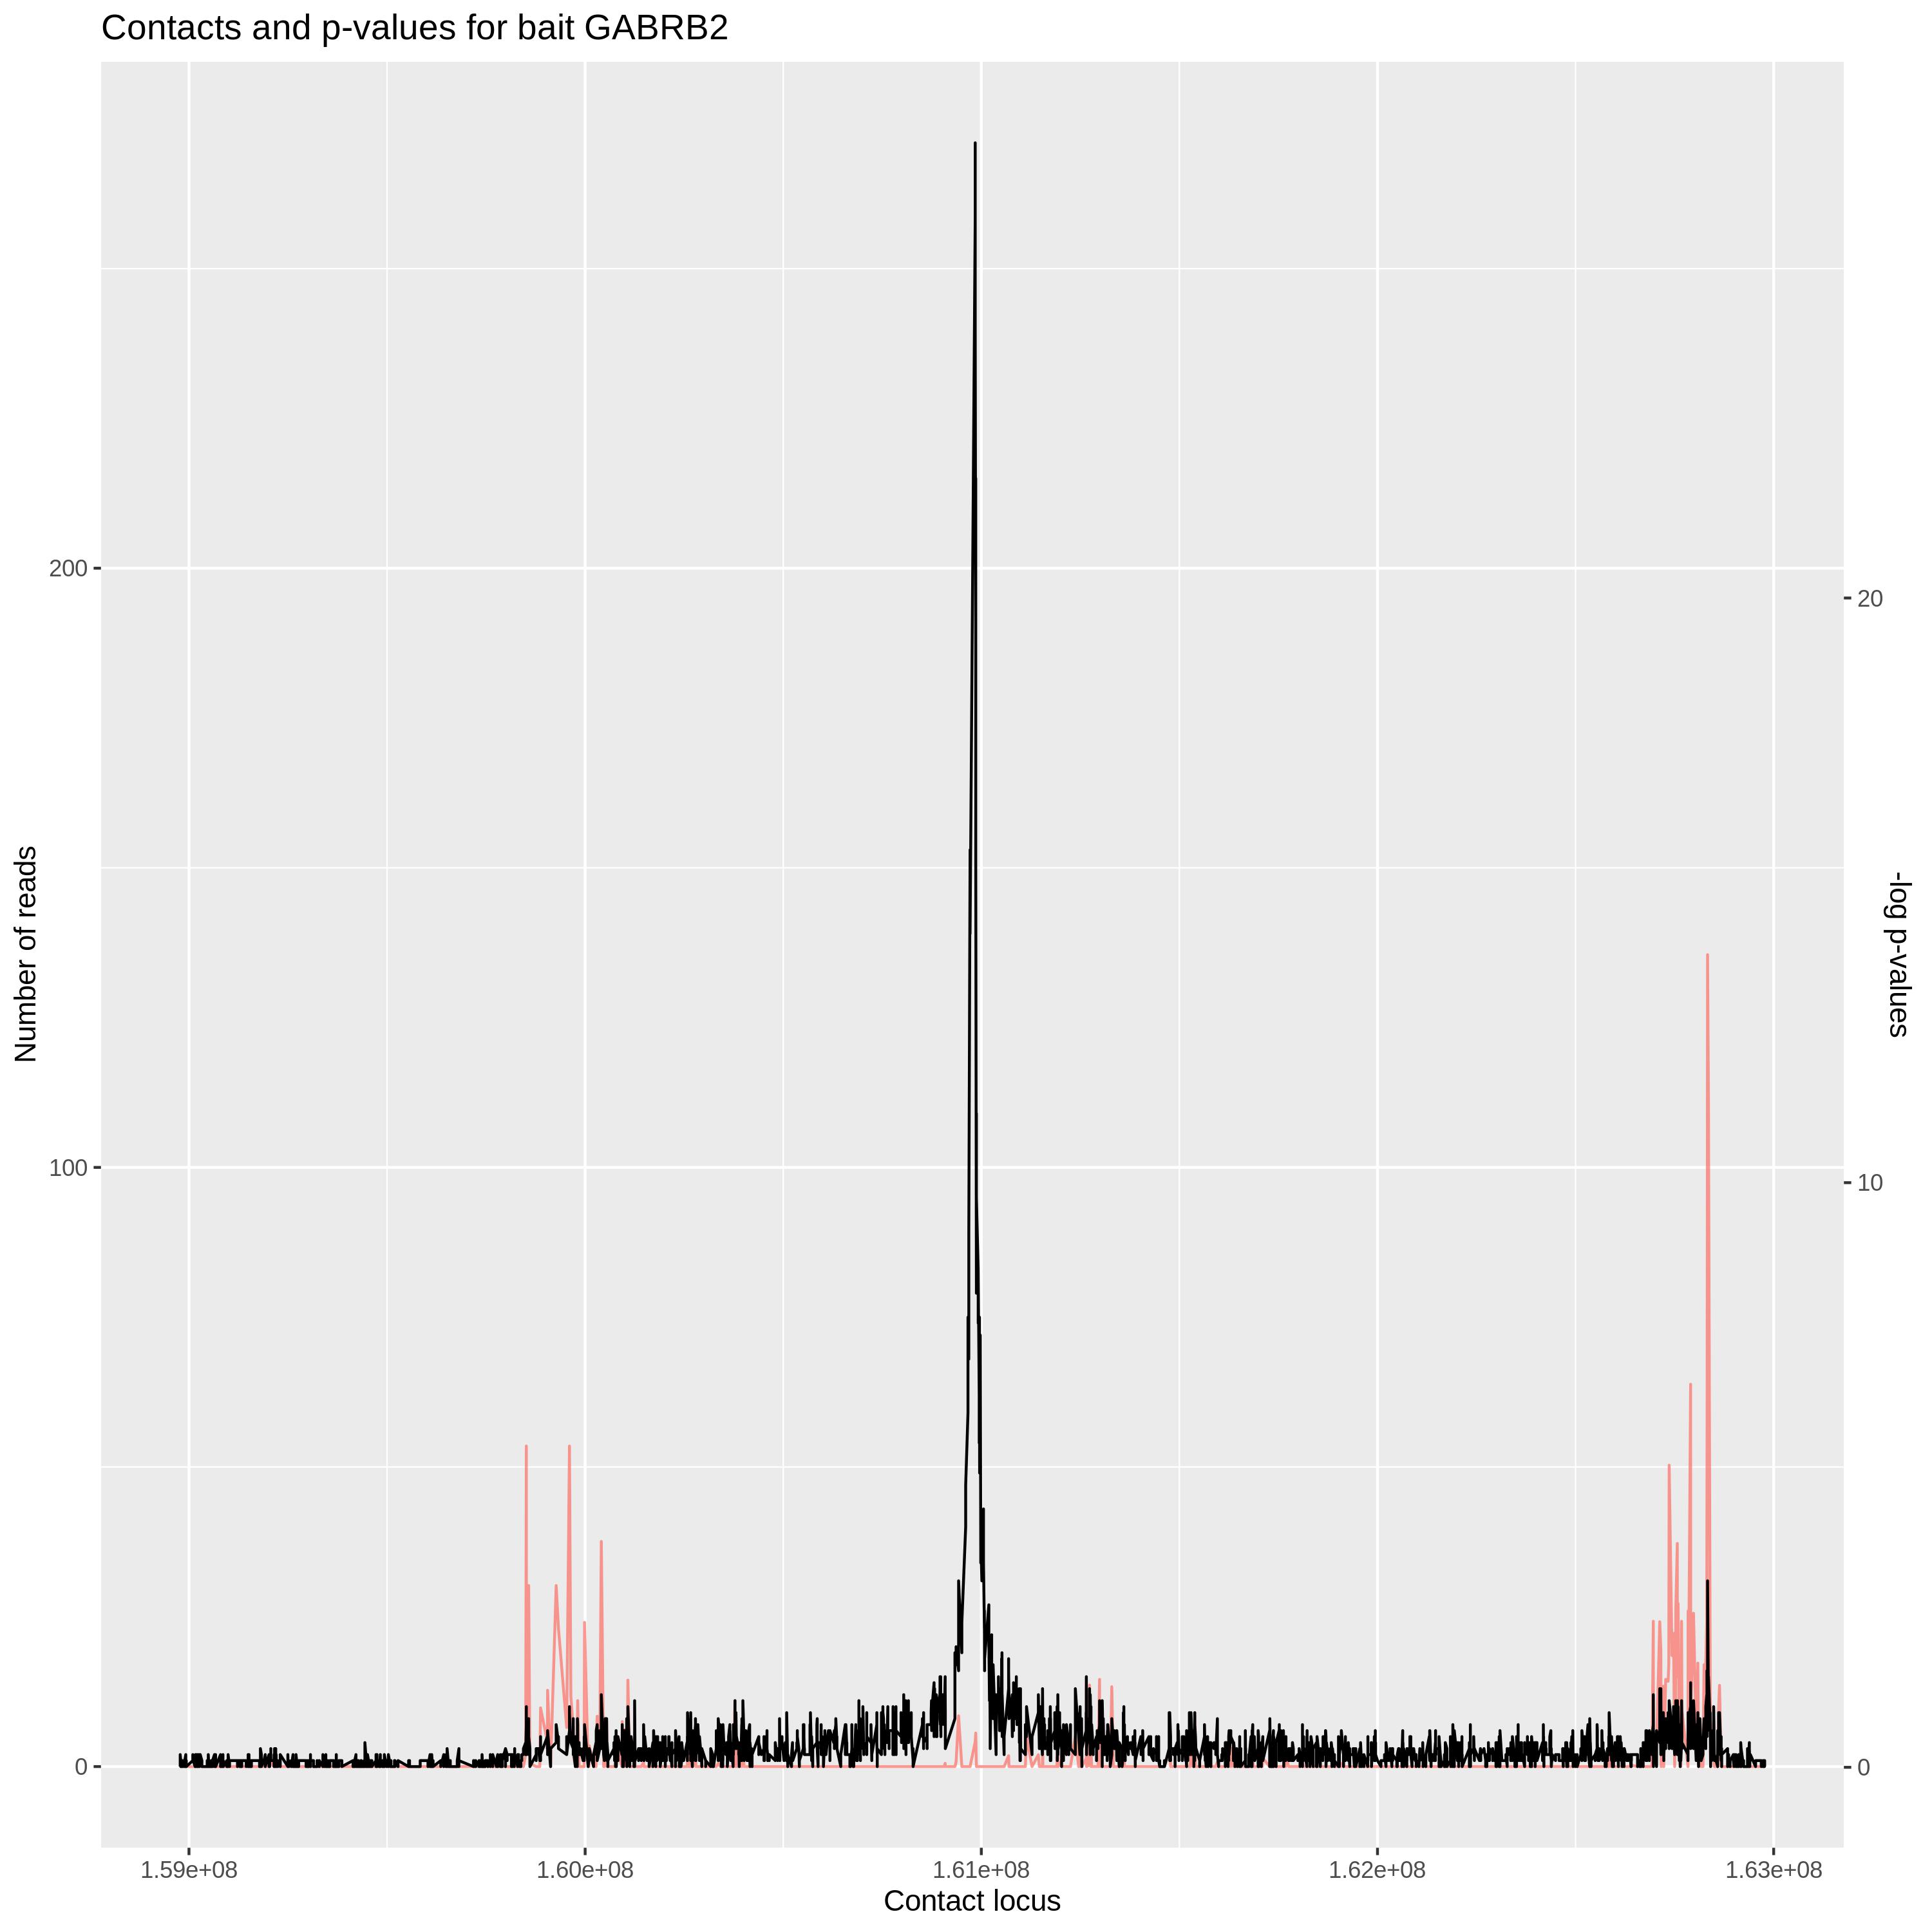 Contacts and p-values for bait GABRB2
Number of reads
200
100
0
-log p-values
20
10
0
1.59e+08
1.60e+08
1.61e+08
1.62e+08
1.63e+08
Contact locus